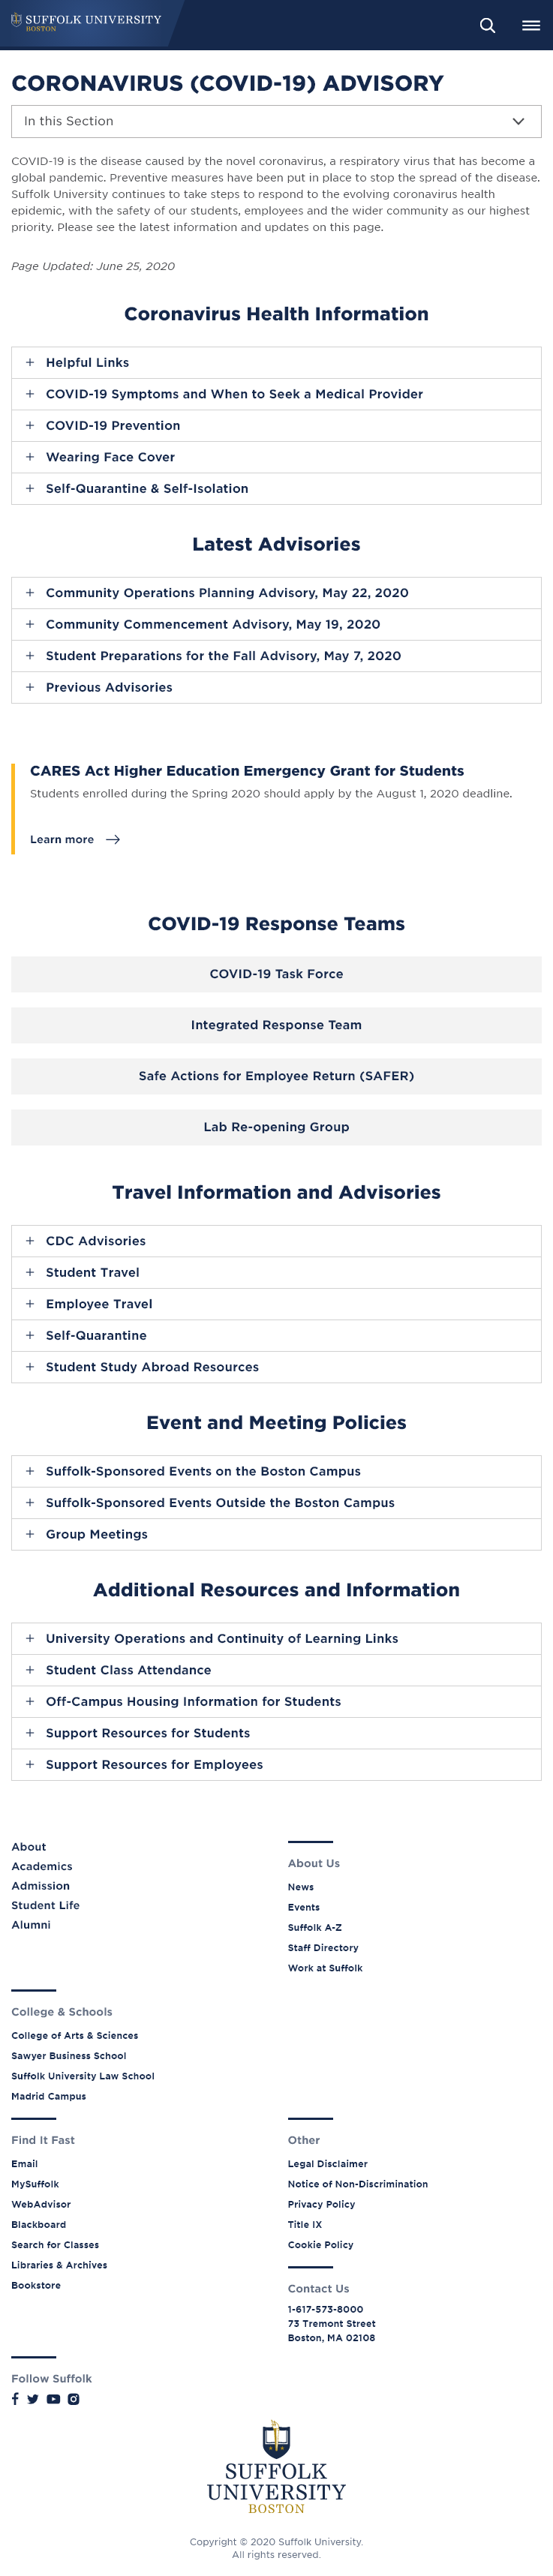 SUFFOLK UNIVERSITY
BOSTON
CORONAVIRUS (COVID-19) ADVISORY
In this Section
COVID-19 is the disease caused by the novel coronavirus, a respiratory virus that has become a
global pandemic. Preventive measures have been put in place to stop the spread of the disease.
Suffolk University continues to take steps to respond to the evolving coronavirus health
epidemic, with the safety of our students, employees and the wider community as our highest
priority. Please see the latest information and updates on this page.
Page Updated: June 25, 2020
Coronavirus Health Information
Helpful Links
COVID-19 Symptoms and When to Seek a Medical Provider
COVID-19 Prevention
Wearing Face Cover
Self-Quarantine & Self-Isolation
Latest Advisories
Community Operations Planning Advisory, May 22, 2020
Community Commencement Advisory, May 19, 2020
Student Preparations for the Fall Advisory, May 7, 2020
Previous Advisories
CARES Act Higher Education Emergency Grant for Students
Students enrolled during the Spring 2020 should apply by the August 1, 2020 deadline.
Learn more
COVID-19 Response Teams
COVID-19 Task Force
Integrated Response Team
Safe Actions for Employee Return (SAFER)
Lab Re-opening Group
Travel Information and Advisories
CDC Advisories
Student Travel
Employee Travel
Self-Quarantine
Student Study Abroad Resources
Event and Meeting Policies
Suffolk-Sponsored Events on the Boston Campus
Suffolk-Sponsored Events Outside the Boston Campus
Group Meetings
Additional Resources and Information
University Operations and Continuity of Learning Links
Student Class Attendance
Off-Campus Housing Information for Students
Support Resources for Students
Support Resources for Employees
About
Academics
Admission
Student Life
Alumni
About Us
News
Events
Suffolk A-Z
Staff Directory
Work at Suffolk
College & Schools
College of Arts & Sciences
Sawyer Business School
Suffolk University Law School
Madrid Campus
Find It Fast
Email
MySuffolk
WebAdvisor
Blackboard
Search for Classes
Libraries & Archives
Bookstore
Other
Legal Disclaimer
Notice of Non-Discrimination
Privacy Policy
Title IX
Cookie Policy
Contact Us
1-617-573-8000
73 Tremont Street
Boston, MA 02108
Follow Suffolk
SUFFOLK
UNIVERSITY
BOSTON
Copyright © 2020 Suffolk University.
All rights reserved.